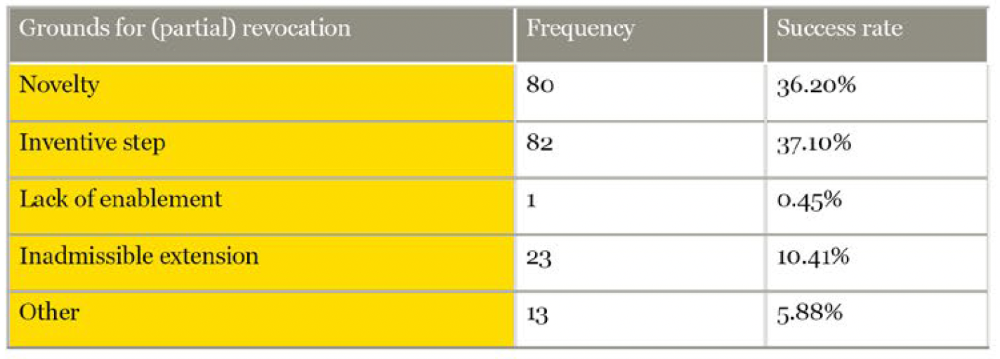 Grounds for (partial) revocation Frequency Success rate
Novelty 80 36.20%
Inventive step 82 37.10%
Lack of enablement 1 0.45%
Inadmissible extension 23 10.41%
Other 13 5.88%